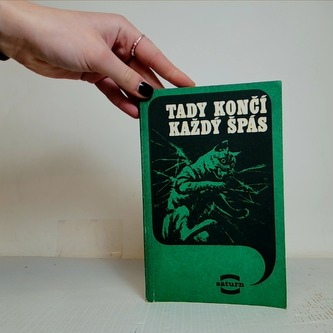 TADY KONČÍ
KAŽDÝ ŠPÁS
saturn